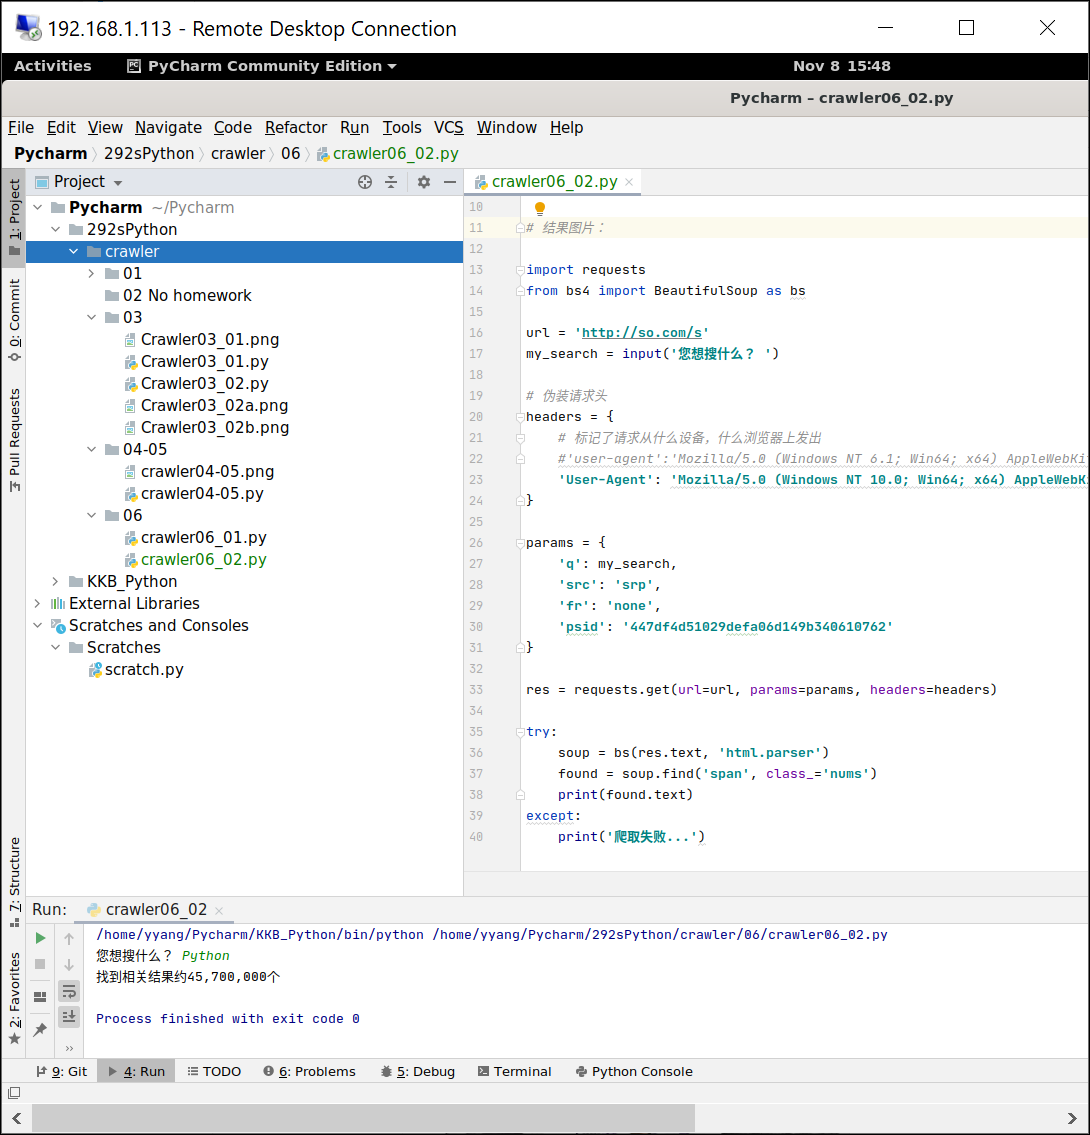 192.168.1.113 - Remote Desktop Connection
Activities PyCharm Community Edition Nov 8 15:48
Pycharm – crawler06_02.py
File Edit View Navigate Code Refactor Run Tools VCS Window Help
Pycharm 292sPython crawler 06 crawler06_02.py
1: Project
0: Commit
Pull Requests
7: Structure
2: Favorites
Project
Pycharm ~/Pycharm
292sPython
crawler
01
02 No homework
03
Crawler03_01.png
Crawler03_01.py
Crawler03_02.py
Crawler03_02a.png
Crawler03_02b.png
04-05
crawler04-05.png
crawler04-05.py
06
crawler06_01.py
crawler06_02.py
KKB_Python
External Libraries
Scratches and Consoles
Scratches
scratch.py
crawler06_02.py
10
11 # 结果图片：
12
13 import requests
14 from bs4 import BeautifulSoup as bs
15
16 url = 'http://so.com/s'
17 my_search = input('您想搜什么？ ')
18
19 # 伪装请求头
20 headers = {
21 # 标记了请求从什么设备，什么浏览器上发出
22 #'user-agent':'Mozilla/5.0 (Windows NT 6.1; Win64; x64) AppleWebKi
23 'User-Agent': 'Mozilla/5.0 (Windows NT 10.0; Win64; x64) AppleWebKi
24 }
25
26 params = {
27 'q': my_search,
28 'src': 'srp',
29 'fr': 'none',
30 'psid': '447df4d51029defa06d149b340610762'
31 }
32
33 res = requests.get(url=url, params=params, headers=headers)
34
35 try:
36 soup = bs(res.text, 'html.parser')
37 found = soup.find('span', class_='nums')
38 print(found.text)
39 except:
40 print('爬取失败...')
Run: crawler06_02
/home/yyang/Pycharm/KKB_Python/bin/python /home/yyang/Pycharm/292sPython/crawler/06/crawler06_02.py
您想搜什么？ Python
找到相关结果约45,700,000个
Process finished with exit code 0
9: Git 4: Run TODO 6: Problems 5: Debug Terminal Python Console